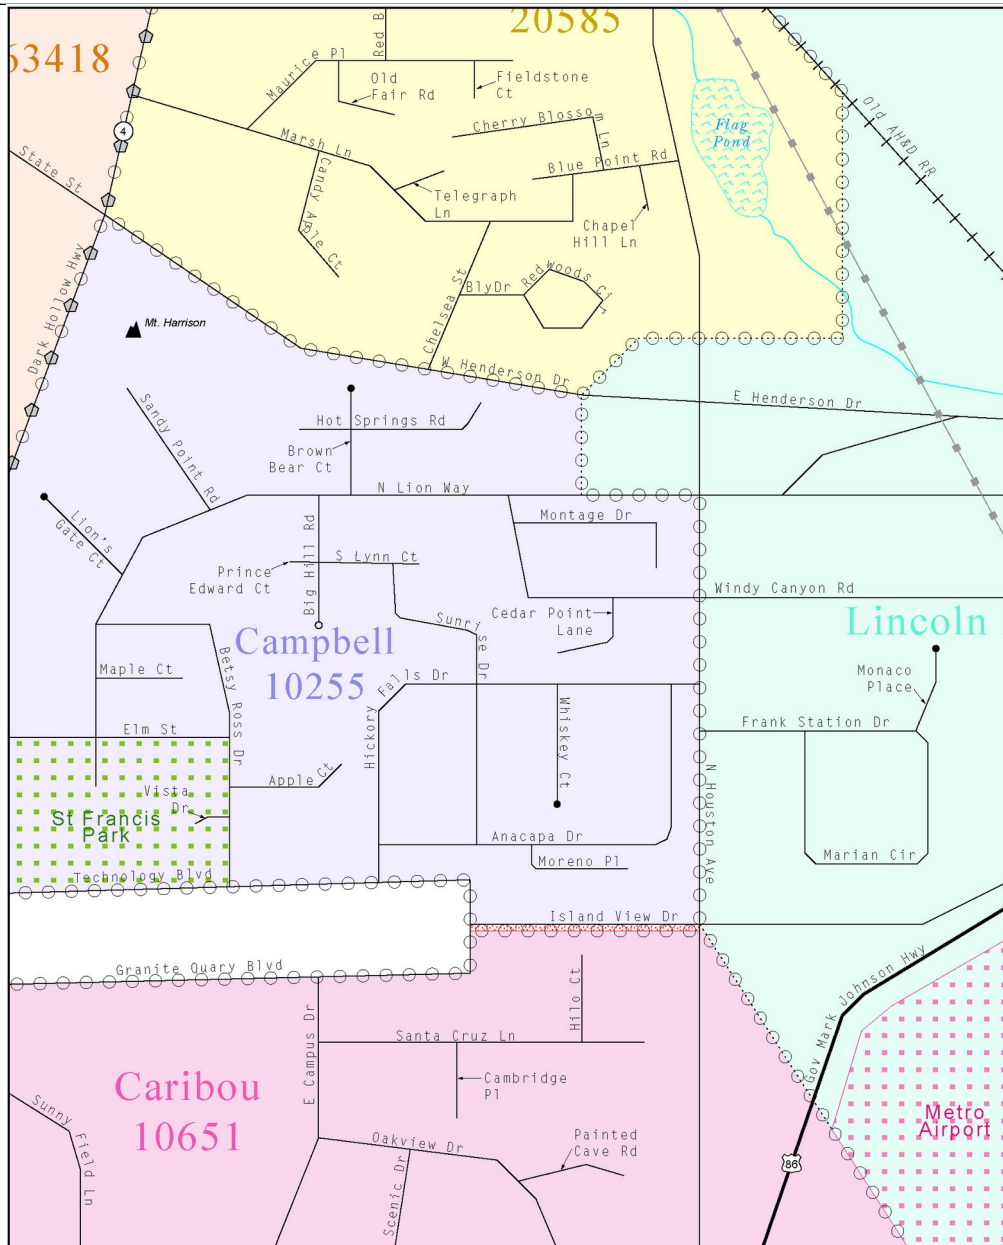 63418
20585
Red B
Maurice Pl
Old
Fair Rd
Fieldstone
Ct
Old AH&D RR
4
Cherry Blossom Ln
Flag
Pond
Marsh Ln
State St
Candy Apple Ct
Blue Point Rd
Telegraph
Ln
Chapel
Hill Ln
Dark Hollow Hwy
Chelsea St
BlyDr
Redwoods Cir
Mt. Harrison
W Henderson Dr
E Henderson Dr
Sandy Point Rd
Hot Springs Rd
Brown
Bear Ct
N Lion Way
Lion's
Gate Ct
Big Hill Rd
Montage Dr
S Lynn Ct
Prince
Edward Ct
Windy Canyon Rd
Cedar Point
Lane
Sunrise Dr
Lincoln
Campbell
10255
Maple Ct
Betsy Ross Dr
Monaco
Place
Hickory Falls Dr
Whiskey Ct
Elm St
Frank Station Dr
Apple Ct
Vista
Dr
N Houston Ave
St Francis
Park
Anacapa Dr
Moreno Pl
Marian Cir
Technology Blvd
Island View Dr
Granite Quary Blvd
Hilo Ct
Gov Mark Johnson Hwy
E Campus Dr
Santa Cruz Ln
Cambridge
Pl
Caribou
10651
Metro
Airport
Sunny Field Ln
Oakview Dr
Painted
Cave Rd
Scenic Dr
86